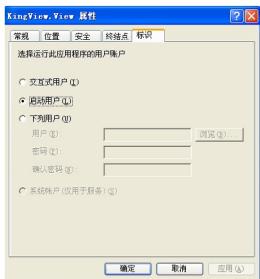 KingView.View 属性
常规 位置 安全 终结点 标识
选择运行此应用程序的用户帐户
交互式用户(I)
启动用户(L)
下列用户(U)
用户(E): 浏览(B)...
密码(P):
确认密码(N):
系统帐户(仅用于服务)(S)
确定 取消 应用(A)